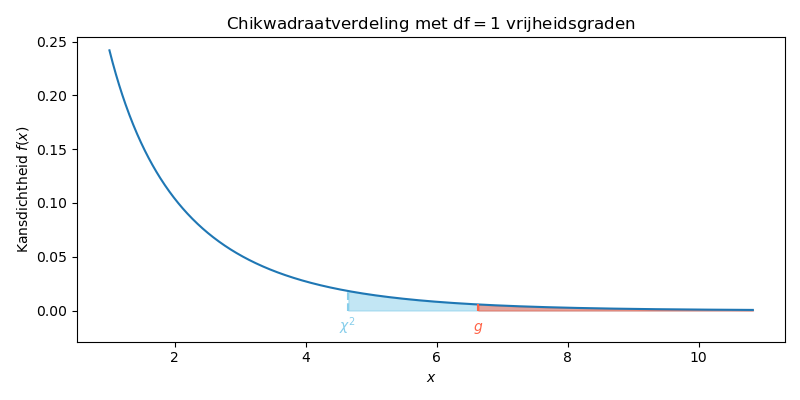 Chikwadraatverdeling met df = 1 vrijheidsgraden
Kansdichtheid f(x)
0.25
0.20
0.15
0.10
0.05
0.00
χ²
g
2
4
6
8
10
x